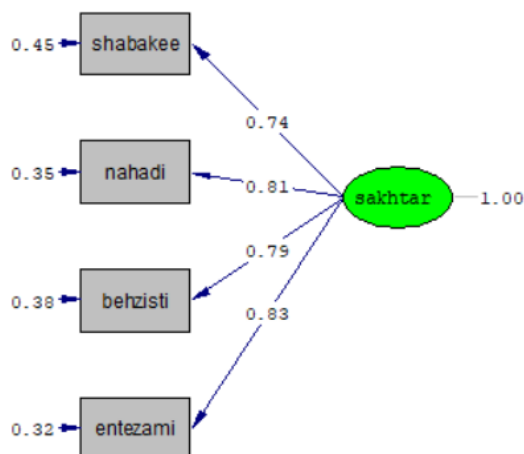 0.45 shabakee
0.74
0.35 nahadi
0.81
sakhtar 1.00
0.79
0.38 behzisti
0.83
0.32 entezami